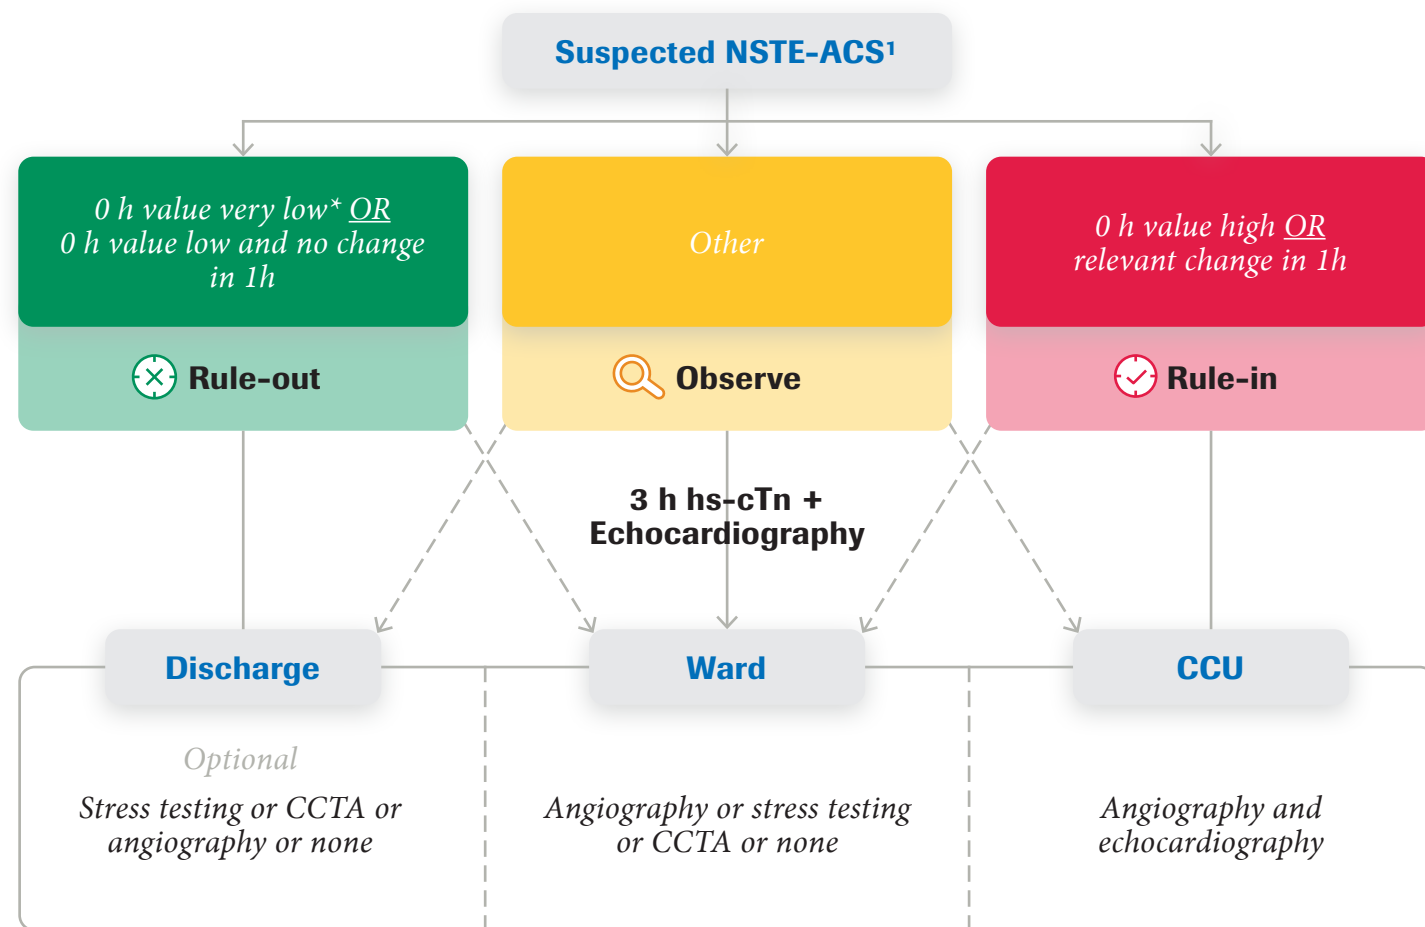 Suspected NSTE-ACS¹
0 h value very low* OR
0 h value low and no change
in 1h
Other
0 h value high OR
relevant change in 1h
Rule-out
Observe
Rule-in
3 h hs-cTn +
Echocardiography
Discharge
Ward
CCU
Optional
Stress testing or CCTA or
angiography or none
Angiography or stress testing
or CCTA or none
Angiography and
echocardiography